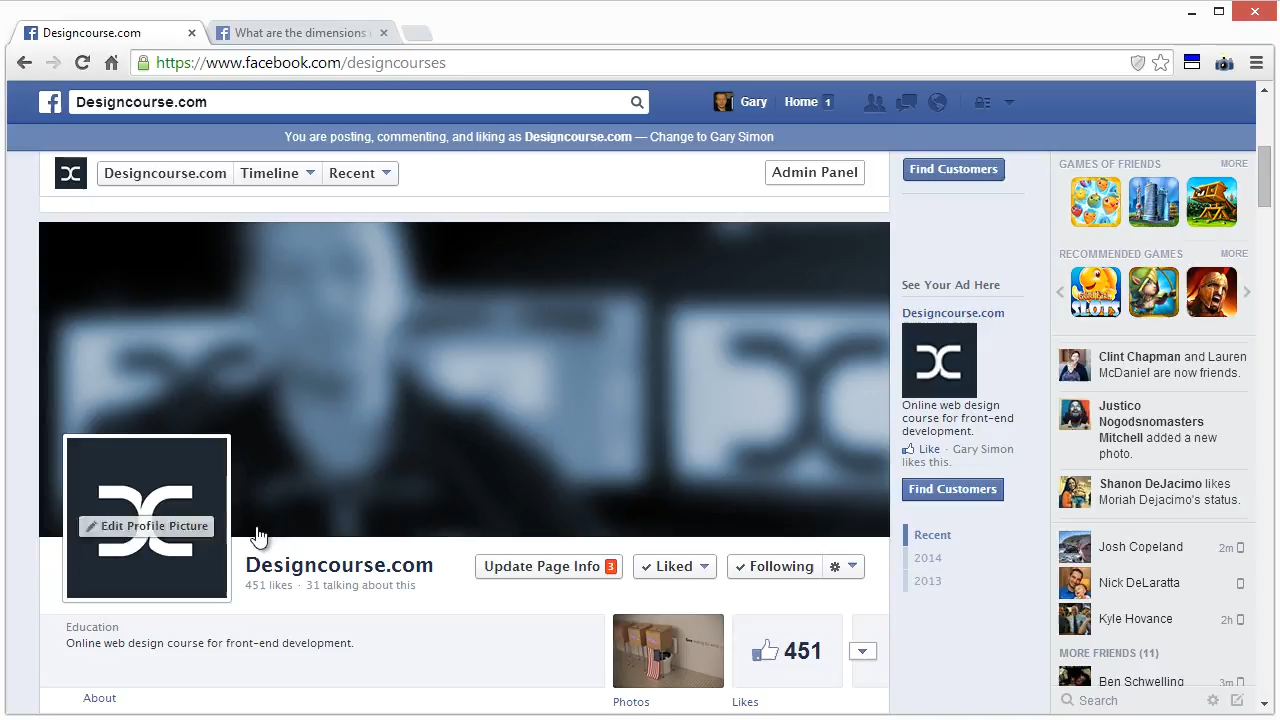 Designcourse.com
What are the dimensions
https://www.facebook.com/designcourses
Designcourse.com
Gary
Home 1
You are posting, commenting, and liking as Designcourse.com — Change to Gary Simon
Designcourse.com
Timeline
Recent
Admin Panel
Edit Profile Picture
Designcourse.com
451 likes · 31 talking about this
Update Page Info 3
Liked
Following
Education
Online web design course for front-end development.
About
Photos
451
Likes
Find Customers
See Your Ad Here
Designcourse.com
Online web design
course for front-end
development.
Like · Gary Simon
likes this.
Find Customers
Recent
2014
2013
GAMES OF FRIENDS
MORE
RECOMMENDED GAMES
MORE
SLOTS
Clint Chapman and Lauren
McDaniel are now friends.
Justico
Nogodsnomasters
Mitchell added a new
photo.
Shanon DeJacimo likes
Moriah Dejacimo's status.
Josh Copeland 2m
Nick DeLaratta
Kyle Hovance 2h
MORE FRIENDS (11)
Ben Schwelling 3m
Search